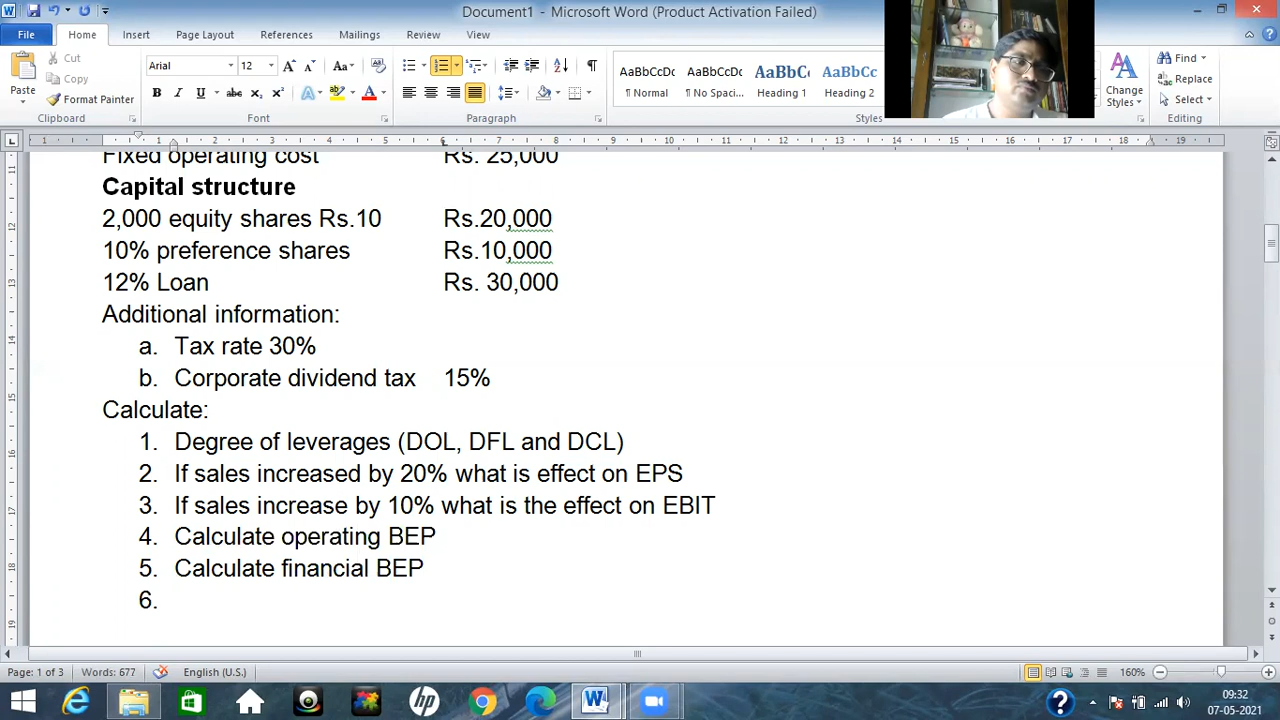 Document1 - Microsoft Word (Product Activation Failed)
File Home Insert Page Layout References Mailings Review View
Paste
Cut
Copy
Format Painter
Clipboard
Arial 12
Font
Paragraph
AaBbCcDc AaBbCcDc AaBbC AaBbCc
¶ Normal ¶ No Spaci... Heading 1 Heading 2
Styles
Change
Styles
Find
Replace
Select
Editing
Fixed operating cost Rs. 25,000
Capital structure
2,000 equity shares Rs.10 Rs.20,000
10% preference shares Rs.10,000
12% Loan Rs. 30,000
Additional information:
a. Tax rate 30%
b. Corporate dividend tax 15%
Calculate:
1. Degree of leverages (DOL, DFL and DCL)
2. If sales increased by 20% what is effect on EPS
3. If sales increase by 10% what is the effect on EBIT
4. Calculate operating BEP
5. Calculate financial BEP
6.
Page: 1 of 3 Words: 677 English (U.S.) 160%
09:32
07-05-2021